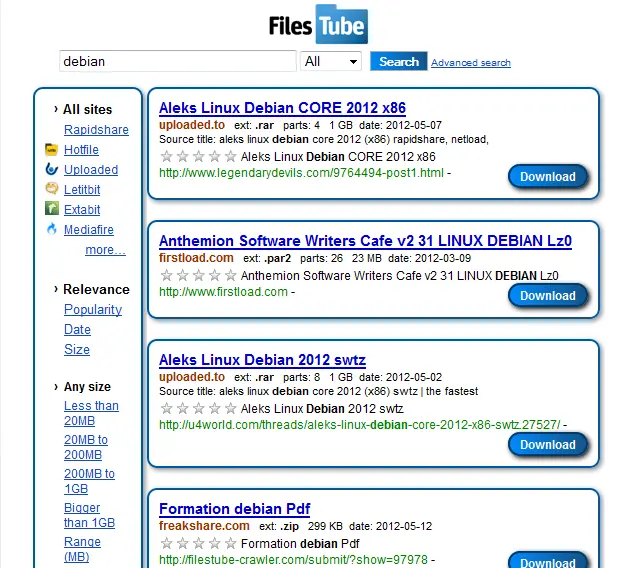 Files Tube
debian
All
Search
Advanced search
› All sites
Rapidshare
Hotfile
Uploaded
Letitbit
Extabit
Mediafire
more...
› Relevance
Popularity
Date
Size
› Any size
Less than
20MB
20MB to
200MB
200MB to
1GB
Bigger
than 1GB
Range
(MB)
Aleks Linux Debian CORE 2012 x86
uploaded.to ext: .rar parts: 4 1 GB date: 2012-05-07
Source title: aleks linux debian core 2012 (x86) rapidshare, netload,
Aleks Linux Debian CORE 2012 x86
http://www.legendarydevils.com/9764494-post1.html -
Download
Anthemion Software Writers Cafe v2 31 LINUX DEBIAN Lz0
firstload.com ext: .par2 parts: 26 23 MB date: 2012-03-09
Anthemion Software Writers Cafe v2 31 LINUX DEBIAN Lz0
http://www.firstload.com -
Download
Aleks Linux Debian 2012 swtz
uploaded.to ext: .rar parts: 8 1 GB date: 2012-05-02
Source title: aleks linux debian core 2012 (x86) swtz | the fastest
Aleks Linux Debian 2012 swtz
http://u4world.com/threads/aleks-linux-debian-core-2012-x86-swtz.27527/ -
Download
Formation debian Pdf
freakshare.com ext: .zip 299 KB date: 2012-05-12
Formation debian Pdf
http://filestube-crawler.com/submit/?show=97978 -
Download